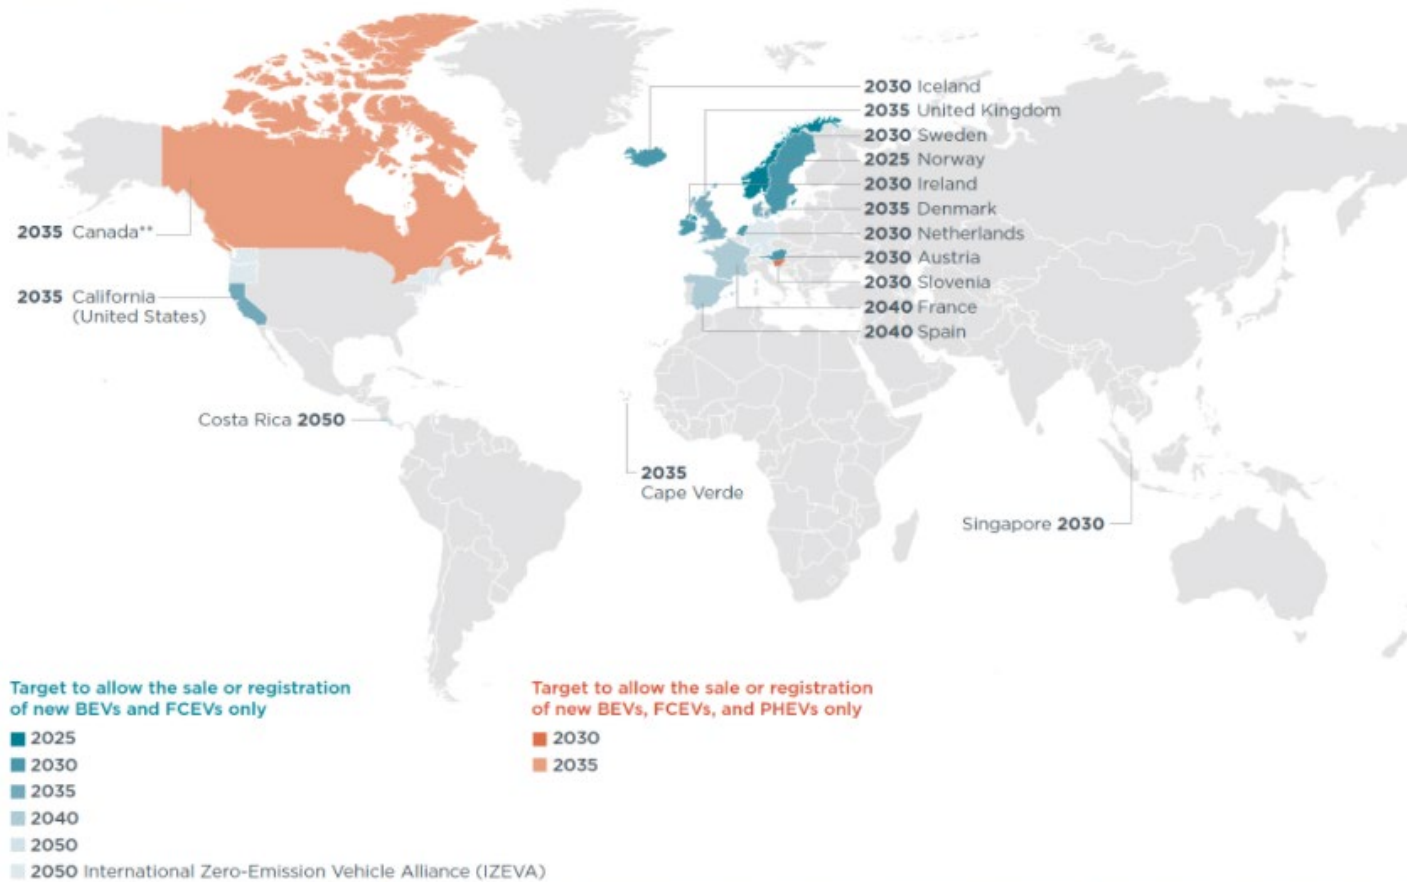 2030 Iceland
2035 United Kingdom
2030 Sweden
2025 Norway
2030 Ireland
2035 Denmark
2030 Netherlands
2030 Austria
2030 Slovenia
2040 France
2040 Spain
2035 Canada**
2035 California
(United States)
Costa Rica 2050
2035
Cape Verde
Singapore 2030
Target to allow the sale or registration
of new BEVs and FCEVs only
2025
2030
2035
2040
2050
2050 International Zero-Emission Vehicle Alliance (IZEVA)
Target to allow the sale or registration
of new BEVs, FCEVs, and PHEVs only
2030
2035